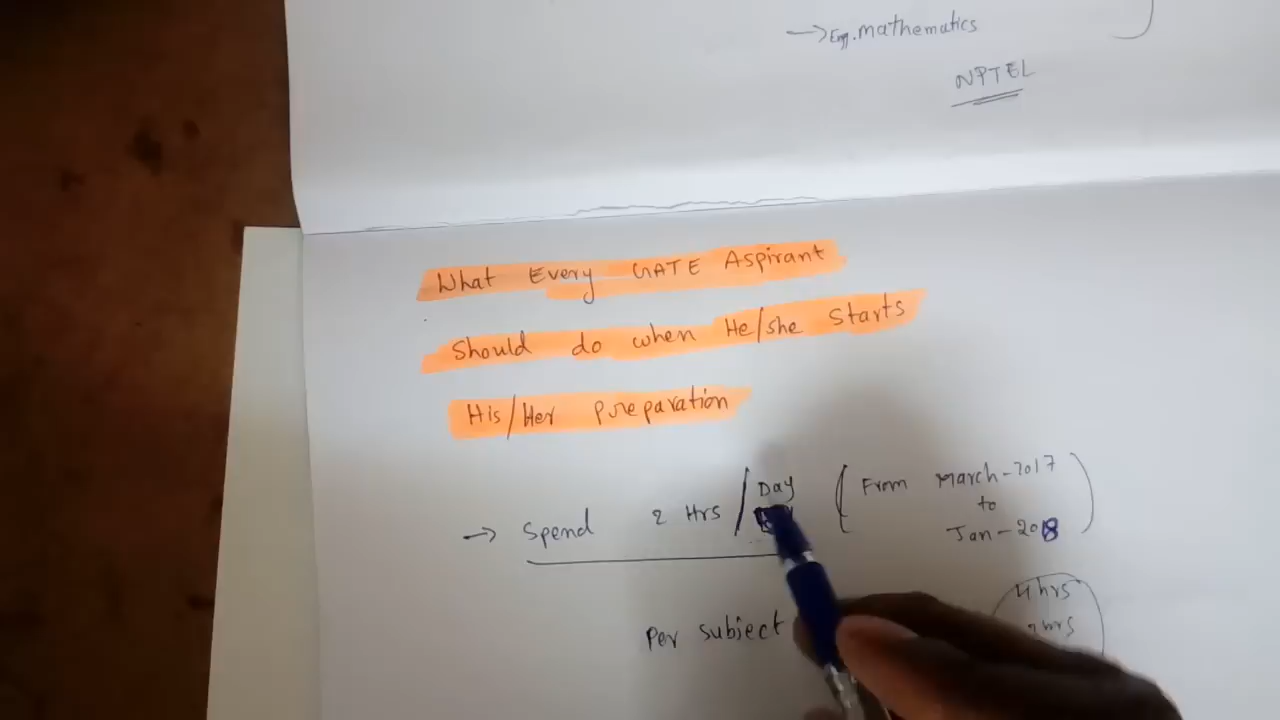 → Eng. Mathematics
NPTEL
What Every GATE Aspirant
Should do when He/she Starts
His/Her Preparation
→ Spend 2 Hrs / Day (From March-2017
to
Jan-2018)
Per subject
4 hrs
hrs